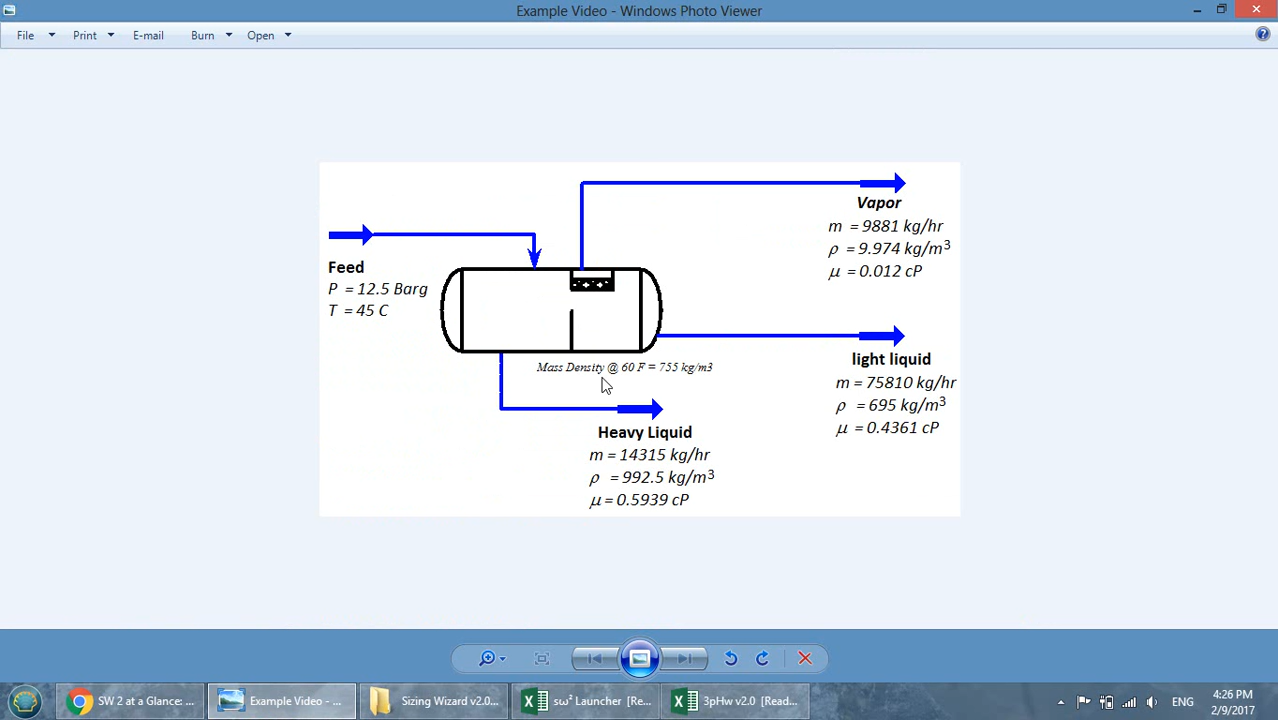 Example Video - Windows Photo Viewer
File Print E-mail Burn Open
Vapor
m = 9881 kg/hr
ρ = 9.974 kg/m3
μ = 0.012 cP
Feed
P = 12.5 Barg
T = 45 C
light liquid
m = 75810 kg/hr
ρ = 695 kg/m3
μ = 0.4361 cP
Mass Density @ 60 F = 755 kg/m3
Heavy Liquid
m = 14315 kg/hr
ρ = 992.5 kg/m3
μ = 0.5939 cP
SW 2 at a Glance: ... Example Video - ... Sizing Wizard v2.0... sω² Launcher [Re... 3pHw v2.0 [Read... ENG
4:26 PM
2/9/2017